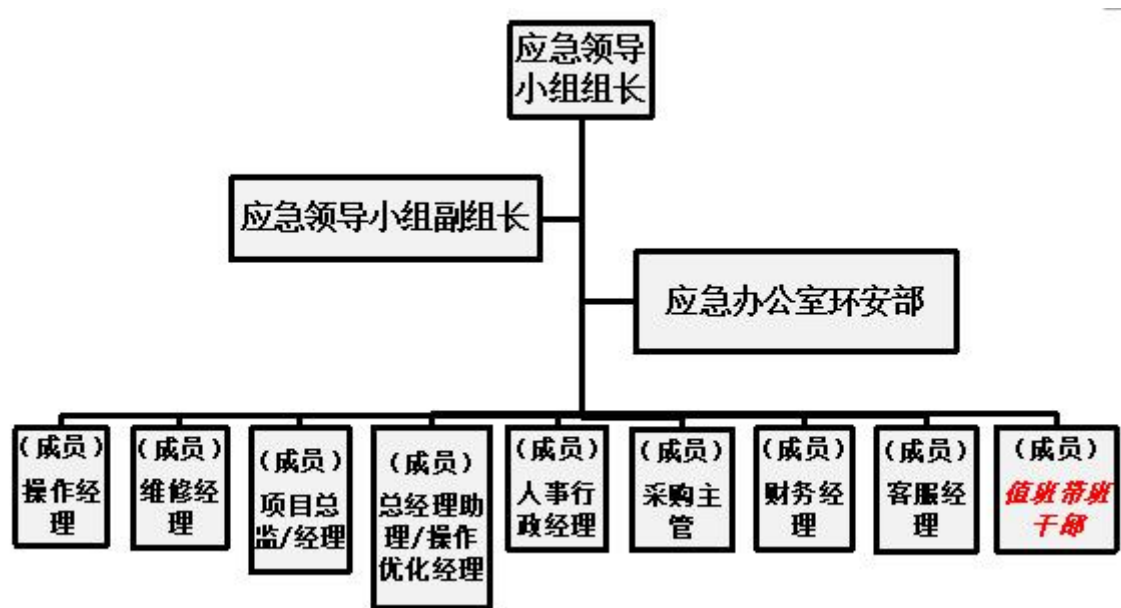 应急领导
小组组长
应急领导小组副组长
应急办公室环安部
(成员)
操作经
理
(成员)
维修经
理
(成员)
项目总
监/经理
(成员)
总经理助
理/操作
优化经理
(成员)
人事行
政经理
(成员)
采购主
管
(成员)
财务经
理
(成员)
客服经
理
(成员)
值班带班
干部